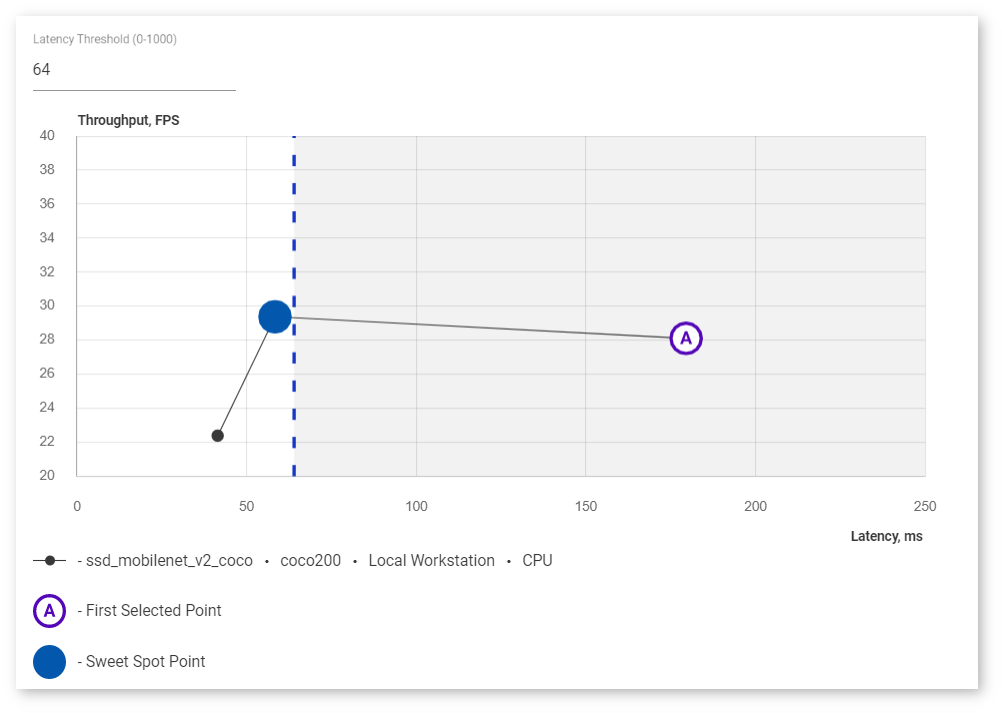 Latency Threshold (0-1000)
64
Throughput, FPS
40
38
36
34
32
30
28
26
24
22
20
A
0 50 100 150 200 250
Latency, ms
- ssd_mobilenet_v2_coco • coco200 • Local Workstation • CPU
A - First Selected Point
- Sweet Spot Point